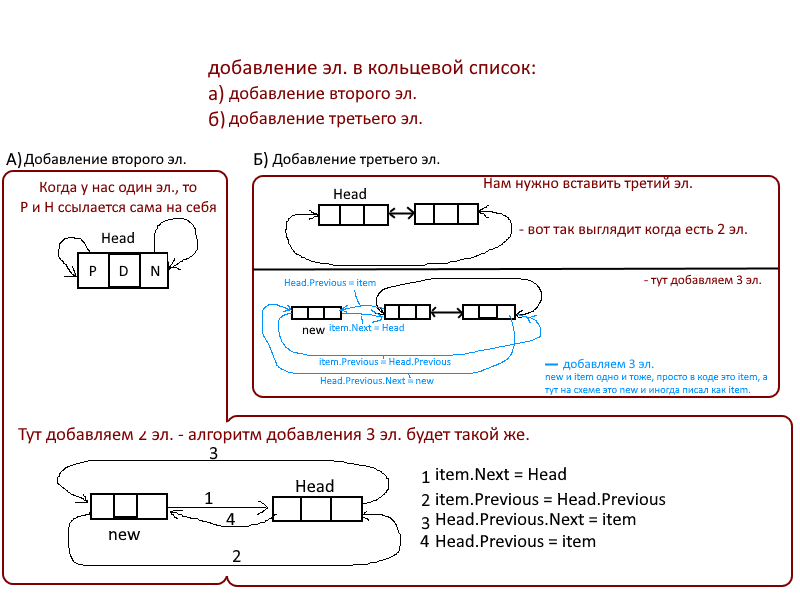 добавление эл. в кольцевой список:
а) добавление второго эл.
б) добавление третьего эл.
А) Добавление второго эл.
Когда у нас один эл., то
Р и Н ссылается сама на себя
Head
P D N
Б) Добавление третьего эл.
Нам нужно вставить третий эл.
Head
- вот так выглядит когда есть 2 эл.
- тут добавляем 3 эл.
Head.Previous = item
new
item.Next = Head
item.Previous = Head.Previous
Head.Previous.Next = new
добавляем 3 эл.
new и item одно и тоже, просто в коде это item, а
тут на схеме это new и иногда писал как item.
Тут добавляем 2 эл. - алгоритм добавления 3 эл. будет такой же.
3
Head
1
4
new
2
1 item.Next = Head
2 item.Previous = Head.Previous
3 Head.Previous.Next = item
4 Head.Previous = item